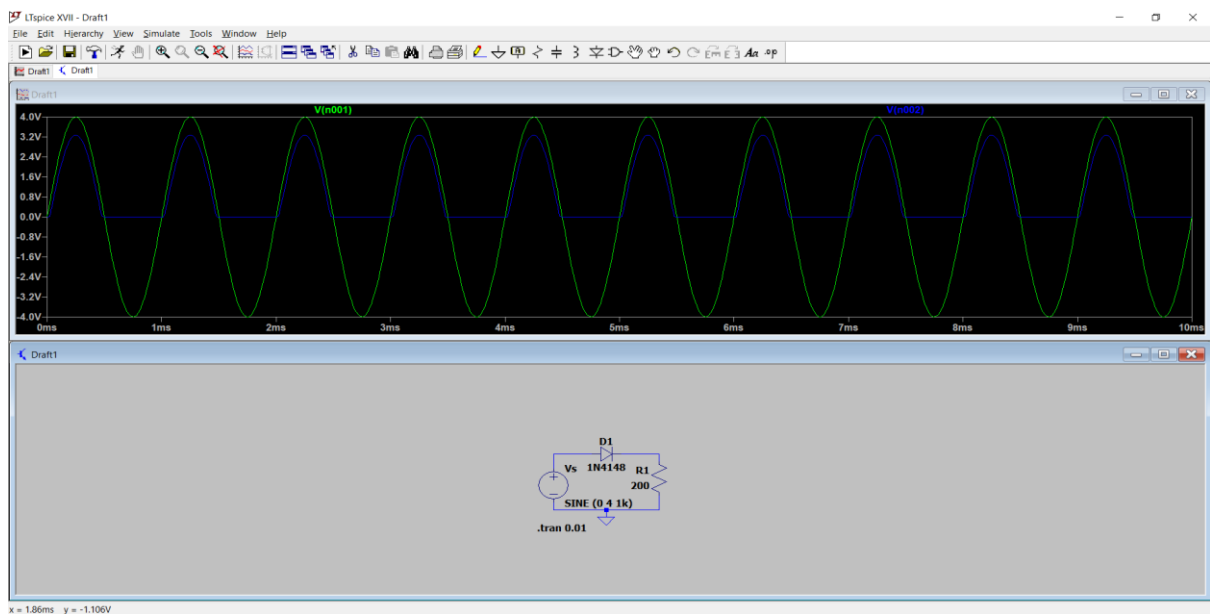 LTspice XVII - Draft1
File Edit Hierarchy View Simulate Tools Window Help
Aa .op
Draft1 Draft1
Draft1
V(n001) V(n002)
4.0V
3.2V
2.4V
1.6V
0.8V
0.0V
-0.8V
-1.6V
-2.4V
-3.2V
-4.0V
0ms 1ms 2ms 3ms 4ms 5ms 6ms 7ms 8ms 9ms 10ms
Draft1
D1
Vs 1N4148 R1
200
SINE (0 4 1k)
.tran 0.01
x = 1.86ms y = -1.106V